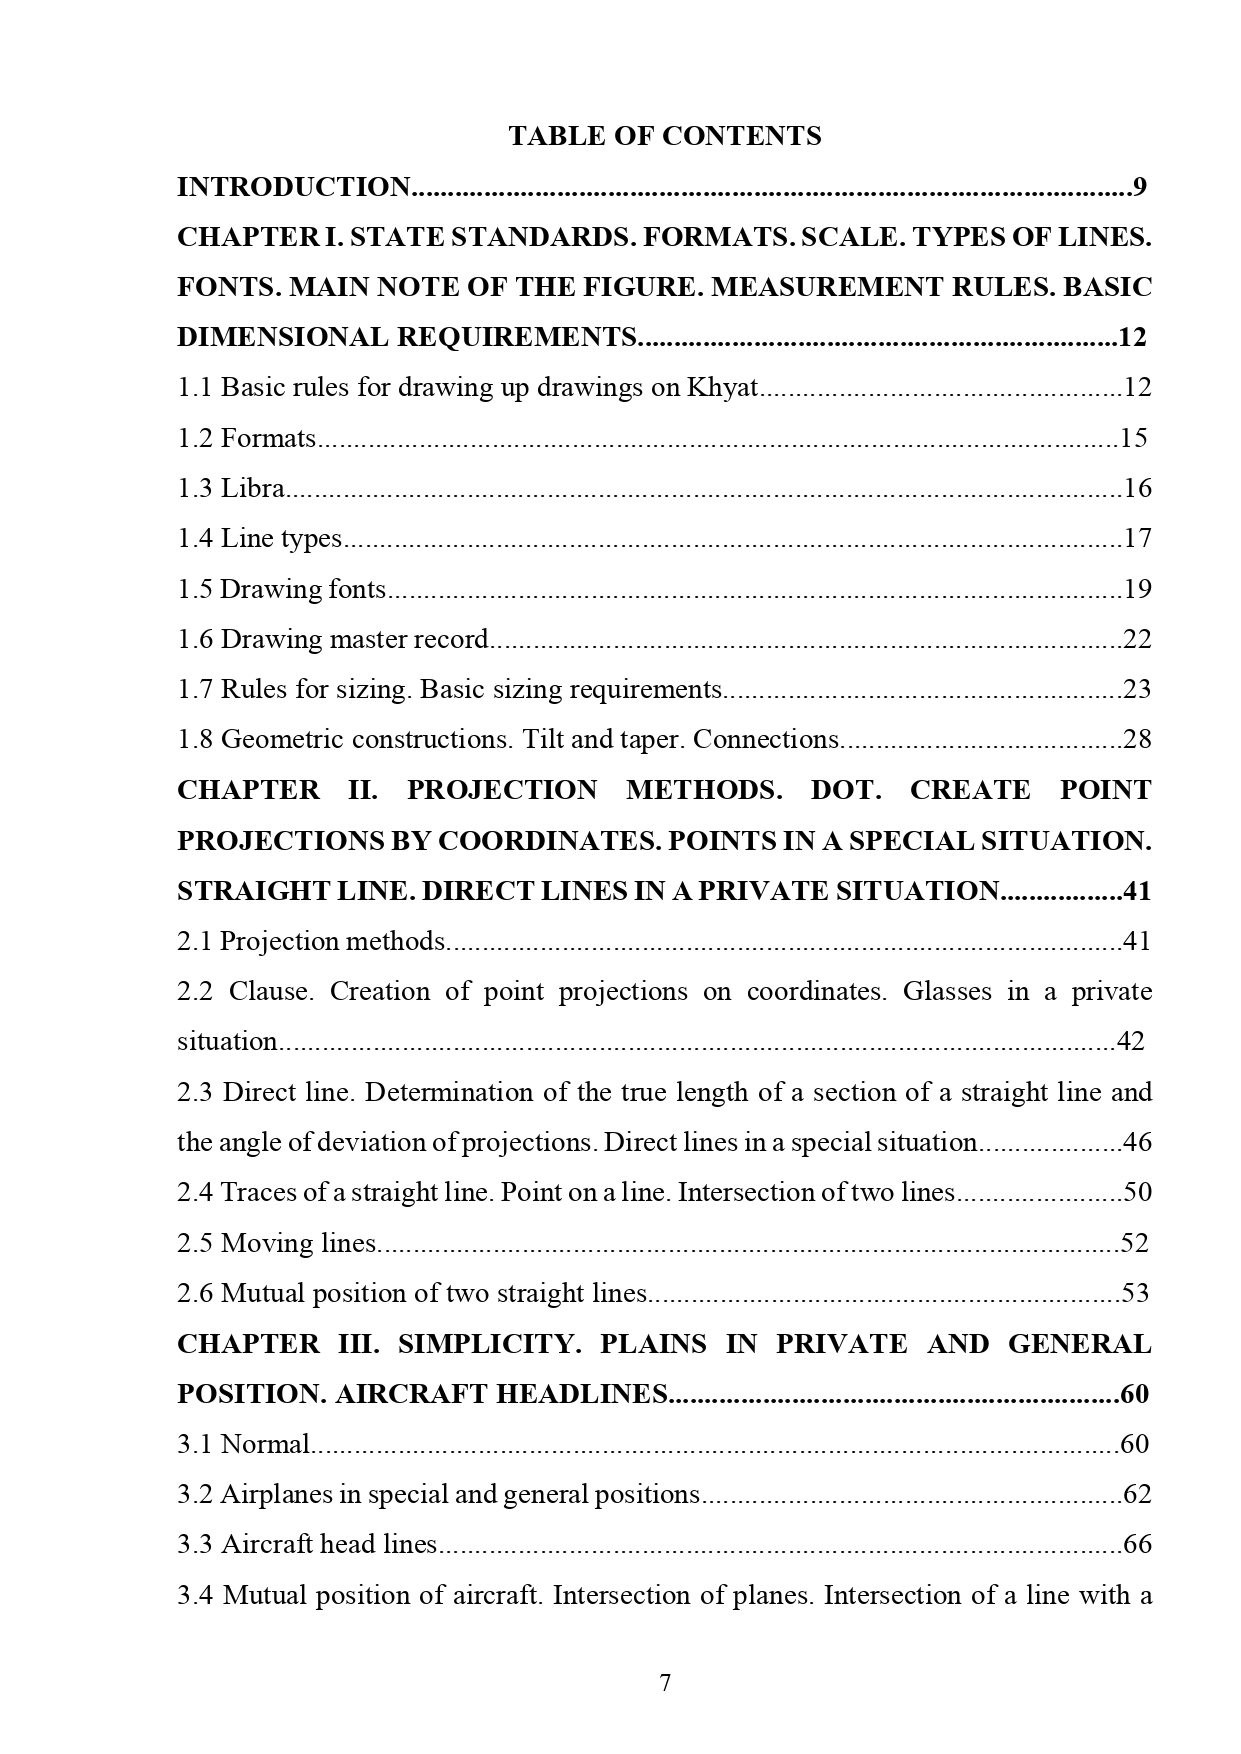 TABLE OF CONTENTS
INTRODUCTION....................................................................................................9
CHAPTER I. STATE STANDARDS. FORMATS. SCALE. TYPES OF LINES.
FONTS. MAIN NOTE OF THE FIGURE. MEASUREMENT RULES. BASIC
DIMENSIONAL REQUIREMENTS..................................................................12
1.1 Basic rules for drawing up drawings on Khyat..................................................12
1.2 Formats..............................................................................................................15
1.3 Libra...................................................................................................................16
1.4 Line types...........................................................................................................17
1.5 Drawing fonts.....................................................................................................19
1.6 Drawing master record.......................................................................................22
1.7 Rules for sizing. Basic sizing requirements.......................................................23
1.8 Geometric constructions. Tilt and taper. Connections.......................................28
CHAPTER II. PROJECTION METHODS. DOT. CREATE POINT
PROJECTIONS BY COORDINATES. POINTS IN A SPECIAL SITUATION.
STRAIGHT LINE. DIRECT LINES IN A PRIVATE SITUATION.................41
2.1 Projection methods.............................................................................................41
2.2 Clause. Creation of point projections on coordinates. Glasses in a private
situation...................................................................................................................42
2.3 Direct line. Determination of the true length of a section of a straight line and
the angle of deviation of projections. Direct lines in a special situation....................46
2.4 Traces of a straight line. Point on a line. Intersection of two lines.......................50
2.5 Moving lines......................................................................................................52
2.6 Mutual position of two straight lines.................................................................53
CHAPTER III. SIMPLICITY. PLAINS IN PRIVATE AND GENERAL
POSITION. AIRCRAFT HEADLINES..............................................................60
3.1 Normal...............................................................................................................60
3.2 Airplanes in special and general positions..........................................................62
3.3 Aircraft head lines..............................................................................................66
3.4 Mutual position of aircraft. Intersection of planes. Intersection of a line with a
7